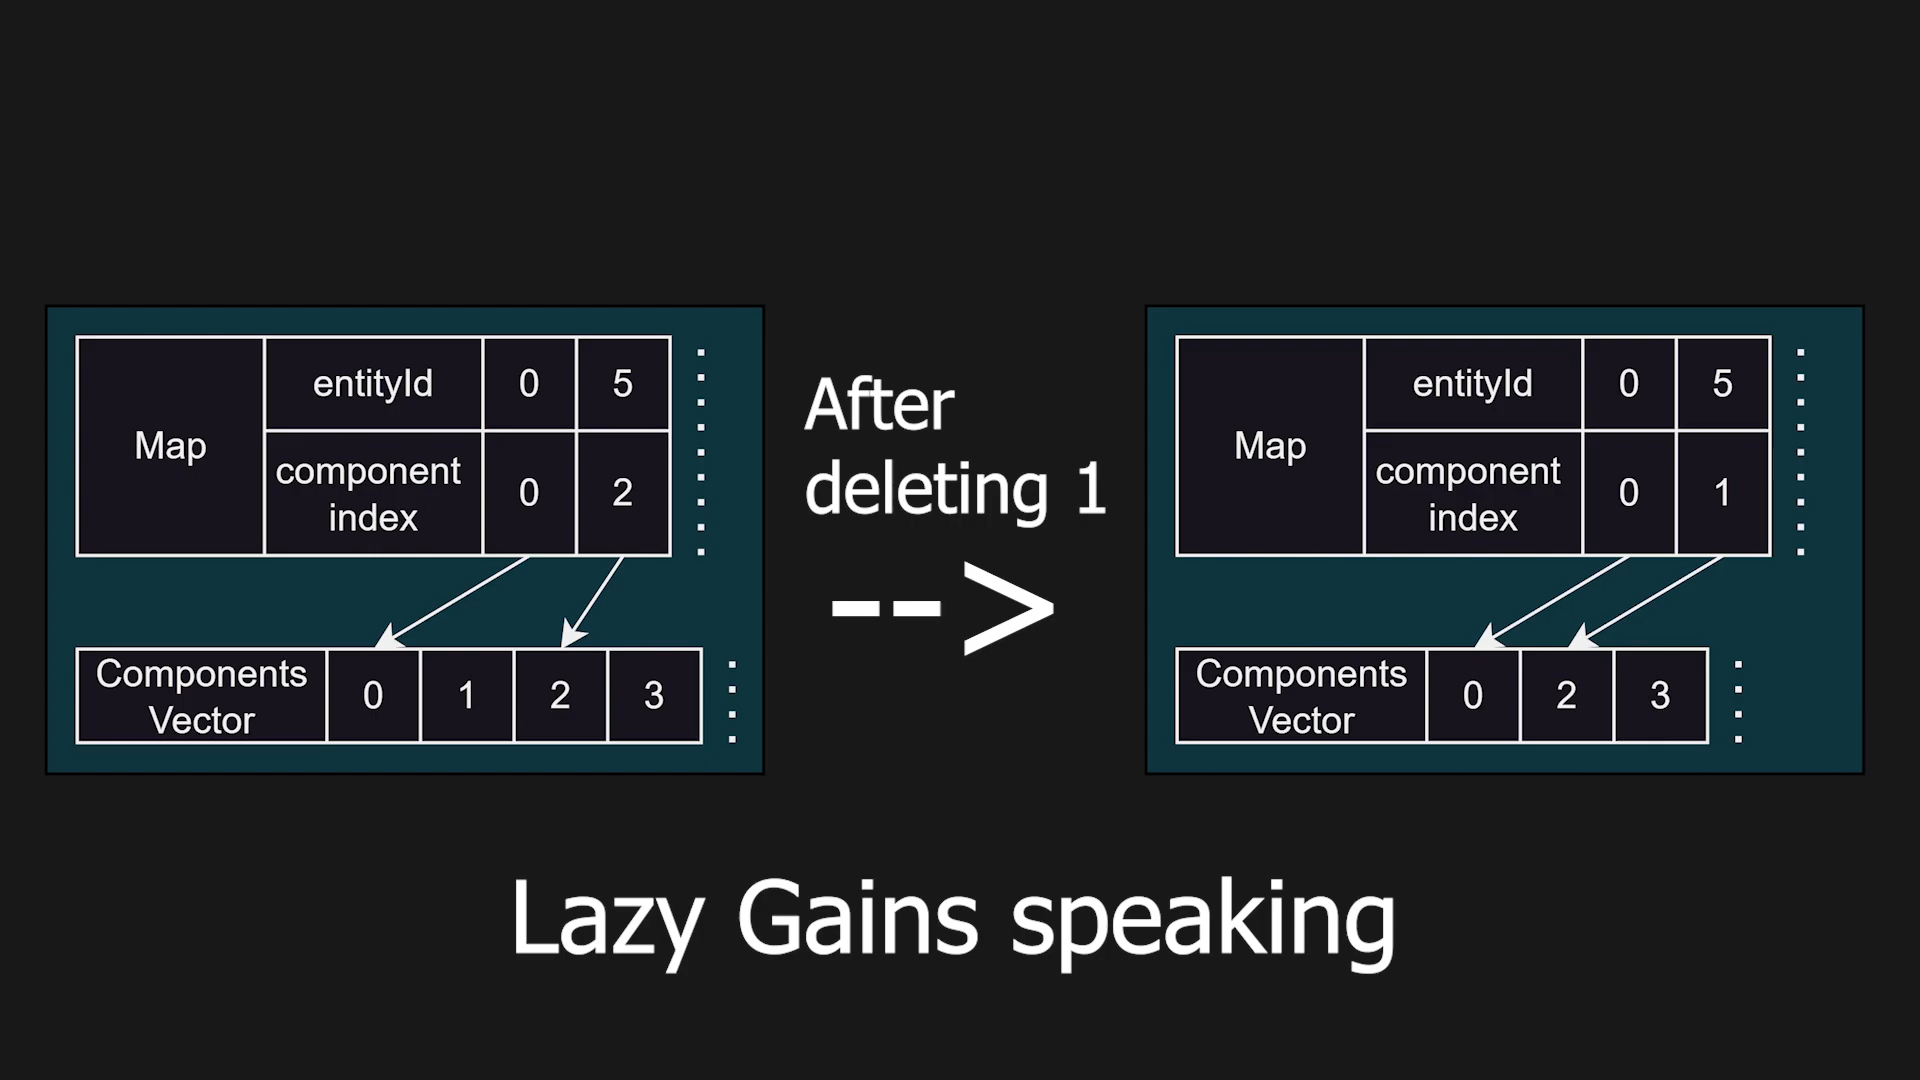 entityId 0 5
Map
component
index 0 2
Components
Vector 0 1 2 3
After
deleting 1
-->
entityId 0 5
Map
component
index 0 1
Components
Vector 0 2 3
Lazy Gains speaking